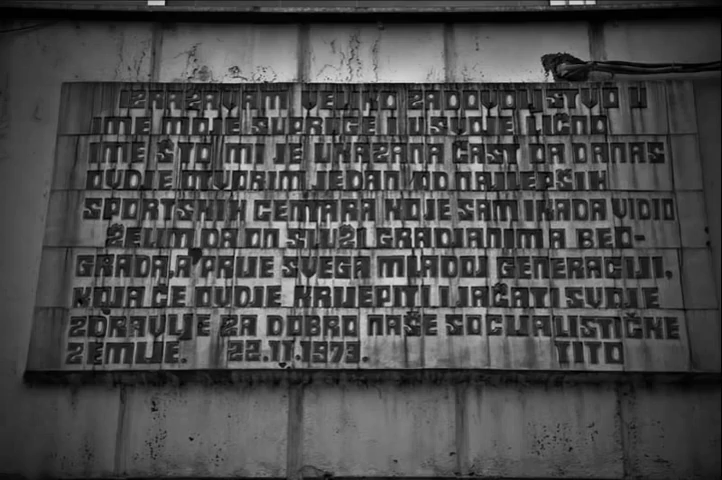 IZRAŽAVAM VELIKO ZADOVOLJSTVO U
IME MOJE SUPRUGE I U SVOJE LIČNO
IME ŠTO MI JE UKAZANA ČAST DA DANAS
OVDJE OTVORIM JEDAN OD NAJLEPŠIH
SPORTSKIH CENTARA KOJE SAM IKADA VIDIO
ŽELIM DA ON SLUŽI GRADJANIMA BEO-
GRADA, A PRIJE SVEGA MLADOJ GENERACIJI,
KOJA ĆE OVDJE KRIJEPITI I JAČATI SVOJE
ZDRAVLJE ZA DOBRO NAŠE SOCIJALISTIČKE
ZEMLJE. 22.IV.1973. TITO